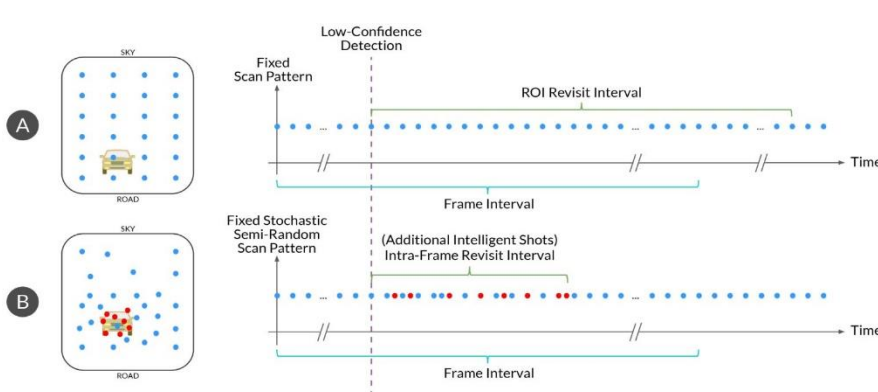 Low-Confidence
Detection
SKY
Fixed
Scan Pattern
ROI Revisit Interval
A
...
...
...
Time
ROAD
Frame Interval
Fixed Stochastic
Semi-Random
Scan Pattern
SKY
(Additional Intelligent Shots)
Intra-Frame Revisit Interval
B
...
...
Time
ROAD
Frame Interval